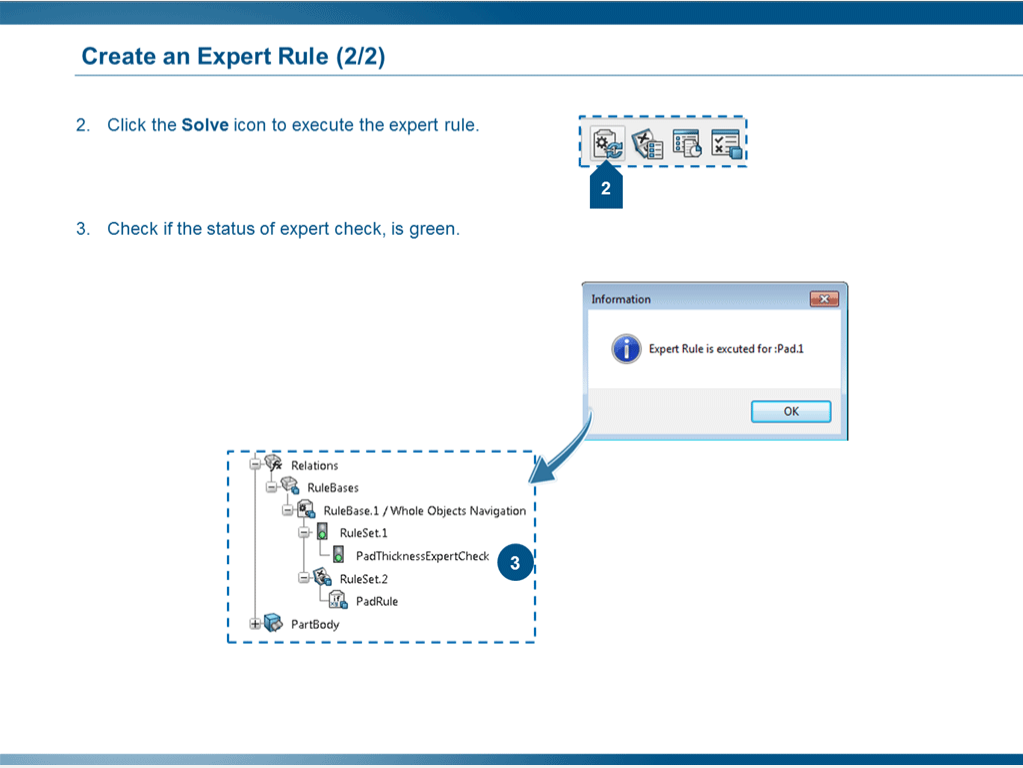 Create an Expert Rule (2/2)
2. Click the Solve icon to execute the expert rule.
2
3. Check if the status of expert check, is green.
Information
Expert Rule is excuted for :Pad.1
OK
Relations
RuleBases
RuleBase.1 / Whole Objects Navigation
RuleSet.1
PadThicknessExpertCheck
3
RuleSet.2
PadRule
PartBody